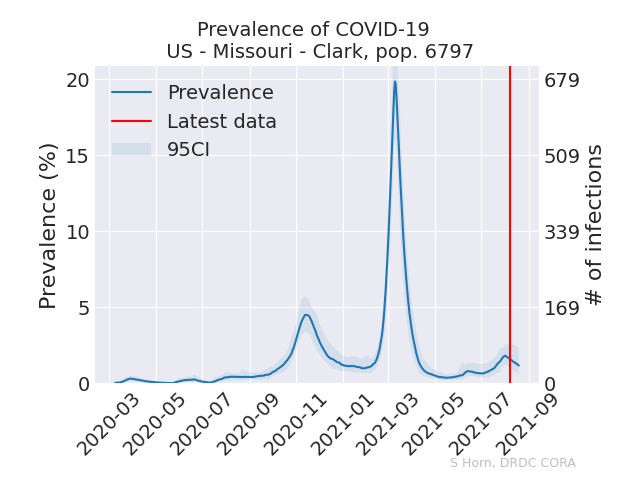 Prevalence of COVID-19
US - Missouri - Clark, pop. 6797
Prevalence
Latest data
95CI
Prevalence (%)
20
15
10
5
0
679
509
339
169
0
# of infections
2020-03
2020-05
2020-07
2020-09
2020-11
2021-01
2021-03
2021-05
2021-07
2021-09
S Horn, DRDC CORA